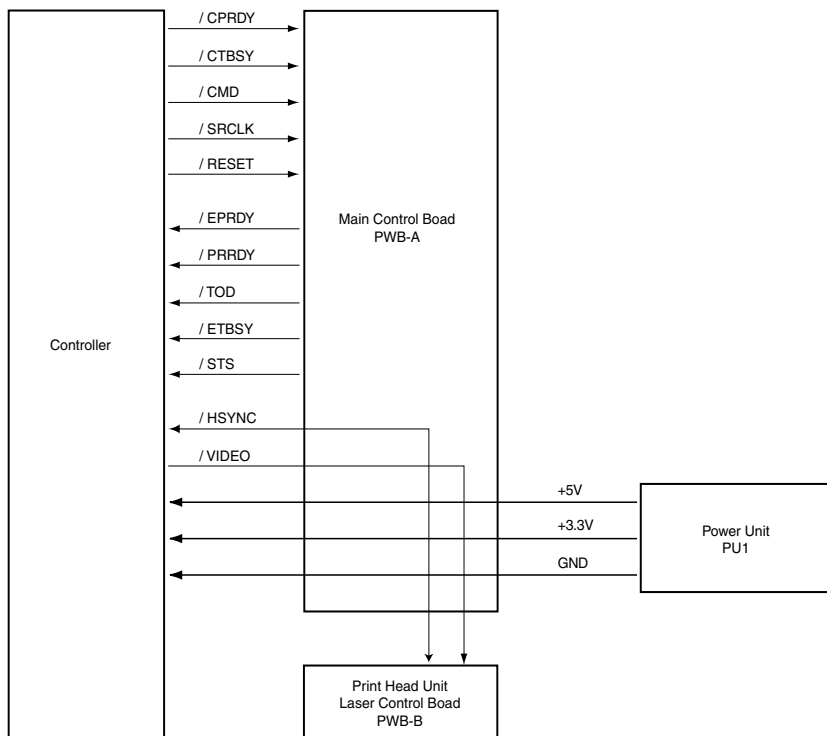 / CPRDY
/ CTBSY
/ CMD
/ SRCLK
/ RESET
/ EPRDY
/ PRRDY
/ TOD
/ ETBSY
/ STS
/ HSYNC
/ VIDEO
Controller
Main Control Boad
PWB-A
+5V
+3.3V
GND
Power Unit
PU1
Print Head Unit
Laser Control Boad
PWB-B